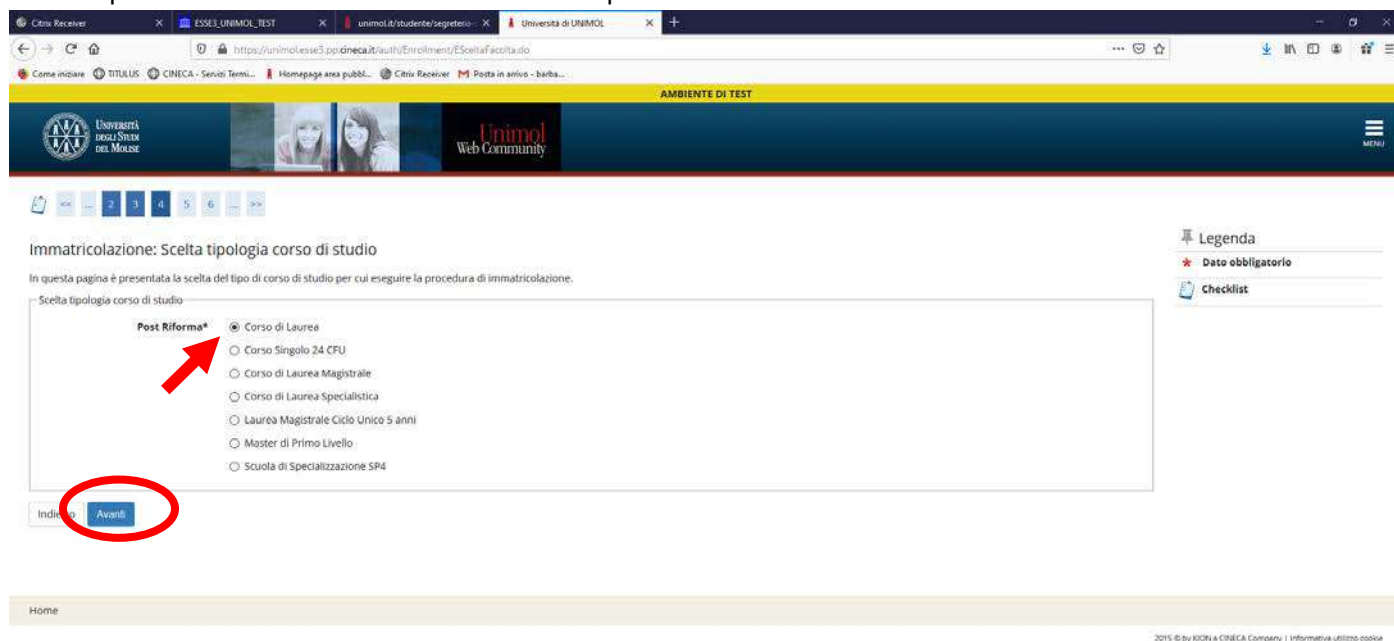 Citrix Receiver
ESSE3_UNIMOL_TEST
unimol.it/studente/segreteria-
Università di UNIMOL
https://unimol.esse3.pp.cineca.it/auth/Enrollment/ESceltaFacolta.do
Come iniziare TITULUS CINECA - Servizi Termi... Homepage area pubbl... Citrix Receiver Posta in arrivo - barba...
AMBIENTE DI TEST
UNIVERSITÀ
DEGLI STUDI
DEL MOLISE
Unimol
Web Community
MENU
<< ... 2 3 4 5 6 ... >>
Immatricolazione: Scelta tipologia corso di studio
In questa pagina è presentata la scelta del tipo di corso di studio per cui eseguire la procedura di immatricolazione.
Scelta tipologia corso di studio
Post Riforma* Corso di Laurea
Corso Singolo 24 CFU
Corso di Laurea Magistrale
Corso di Laurea Specialistica
Laurea Magistrale Ciclo Unico 5 anni
Master di Primo Livello
Scuola di Specializzazione SP4
Avanti
Legenda
* Dato obbligatorio
Checklist
Home
2015 © by KION a CINECA Company | Informativa utilizzo cookie